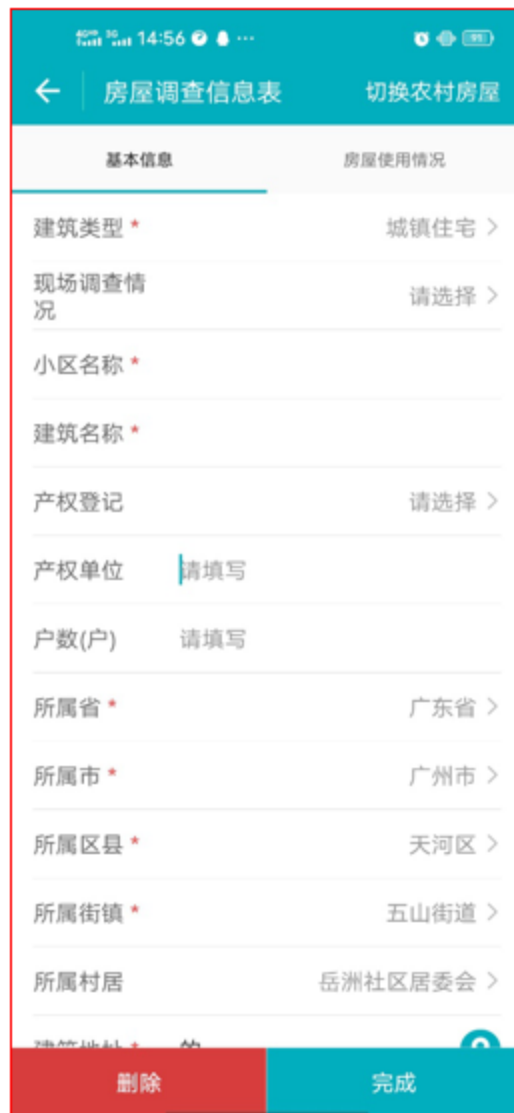 14:56
91
房屋调查信息表 切换农村房屋
基本信息 房屋使用情况
建筑类型 * 城镇住宅
现场调查情
况 请选择
小区名称 *
建筑名称 *
产权登记 请选择
产权单位 请填写
户数(户) 请填写
所属省 * 广东省
所属市 * 广州市
所属区县 * 天河区
所属街镇 * 五山街道
所属村居 岳洲社区居委会
删除 完成